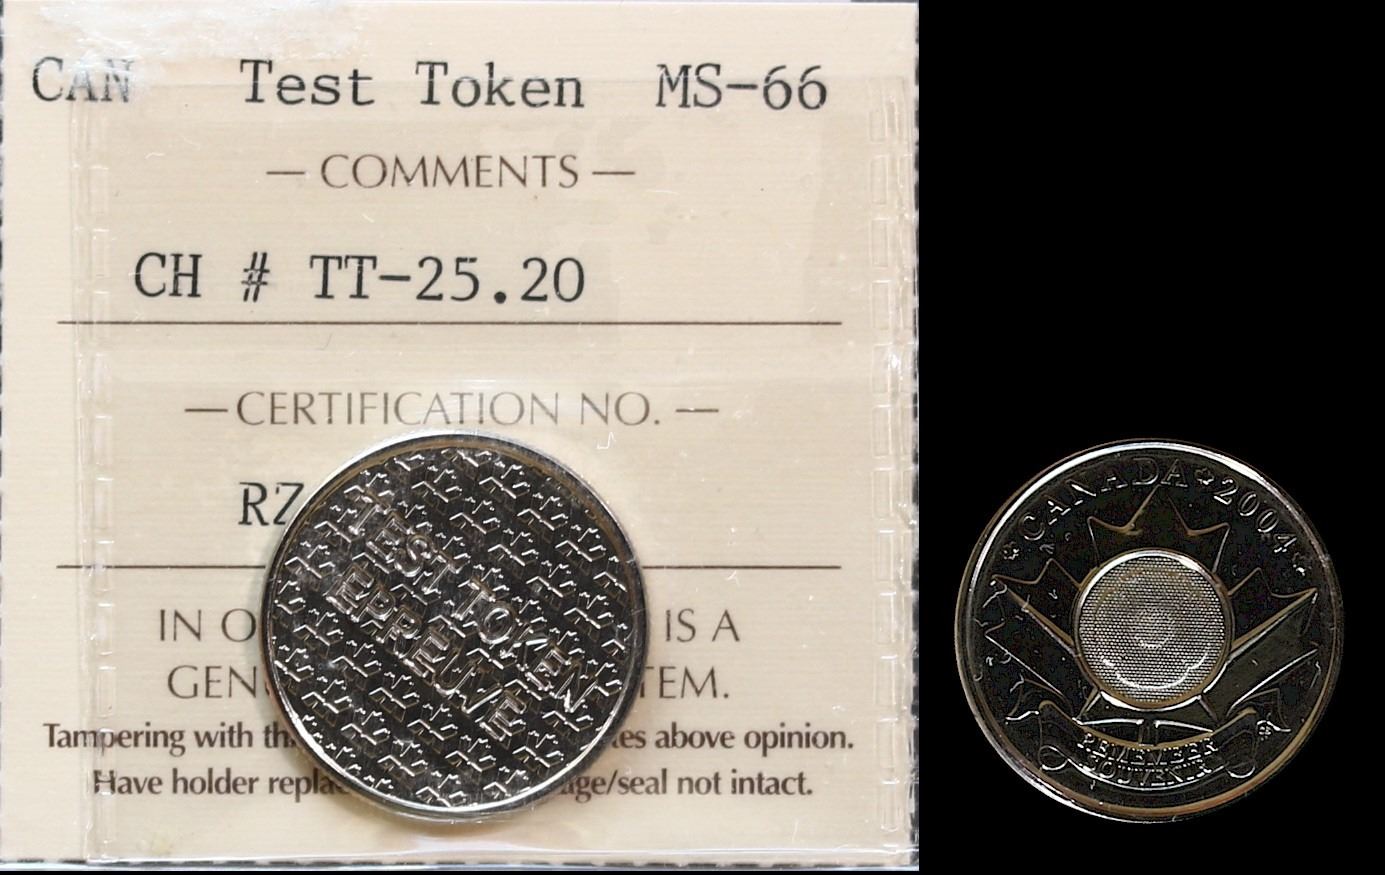 CAN Test Token MS-66
— COMMENTS —
CH # TT-25.20
— CERTIFICATION NO. —
RZ
IN O IS A
GEN TEM.
Tampering with th es above opinion.
Have holder repla age/seal not intact.
TEST TOKEN
EPREUVE
CANADA 2004
REMEMBER
SOUVENIR